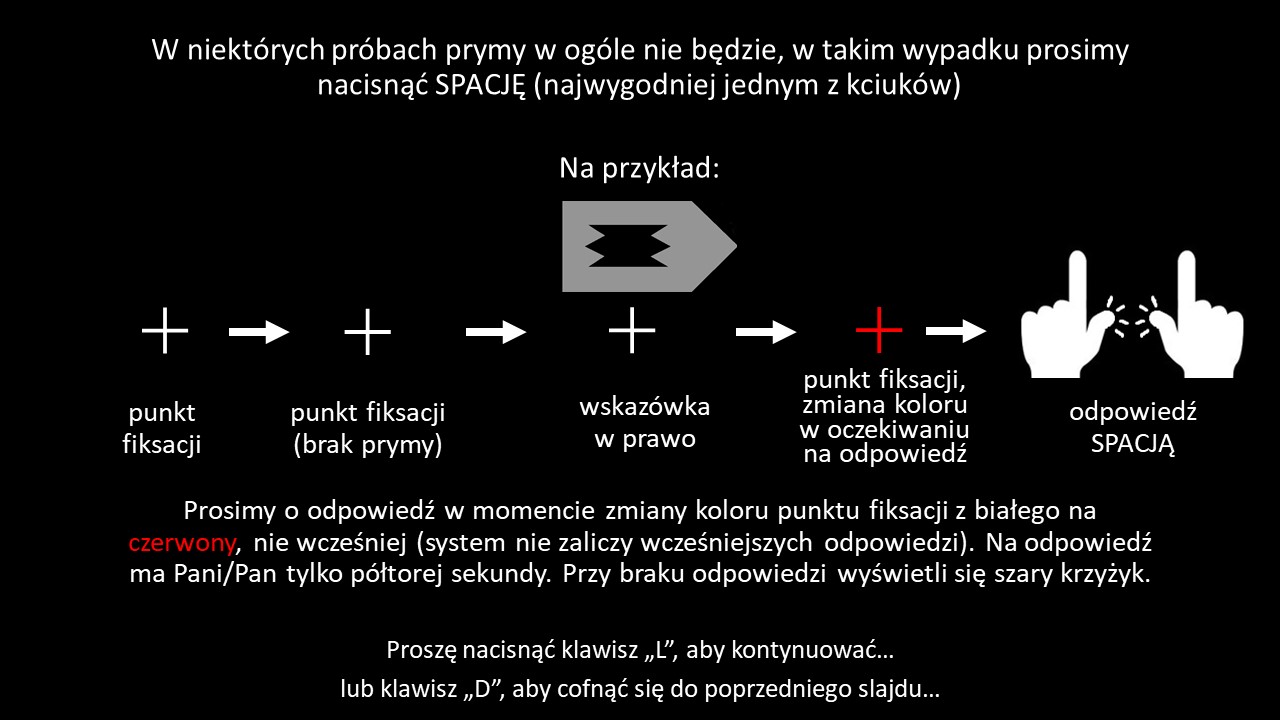 W niektórych próbach prymy w ogóle nie będzie, w takim wypadku prosimy
nacisnąć SPACJĘ (najwygodniej jednym z kciuków)
Na przykład:
punkt
fiksacji
punkt fiksacji
(brak prymy)
wskazówka
w prawo
punkt fiksacji,
zmiana koloru
w oczekiwaniu
na odpowiedź
odpowiedź
SPACJĄ
Prosimy o odpowiedź w momencie zmiany koloru punktu fiksacji z białego na
czerwony, nie wcześniej (system nie zaliczy wcześniejszych odpowiedzi). Na odpowiedź
ma Pani/Pan tylko półtorej sekundy. Przy braku odpowiedzi wyświetli się szary krzyżyk.
Proszę nacisnąć klawisz „L”, aby kontynuować...
lub klawisz „D”, aby cofnąć się do poprzedniego slajdu...